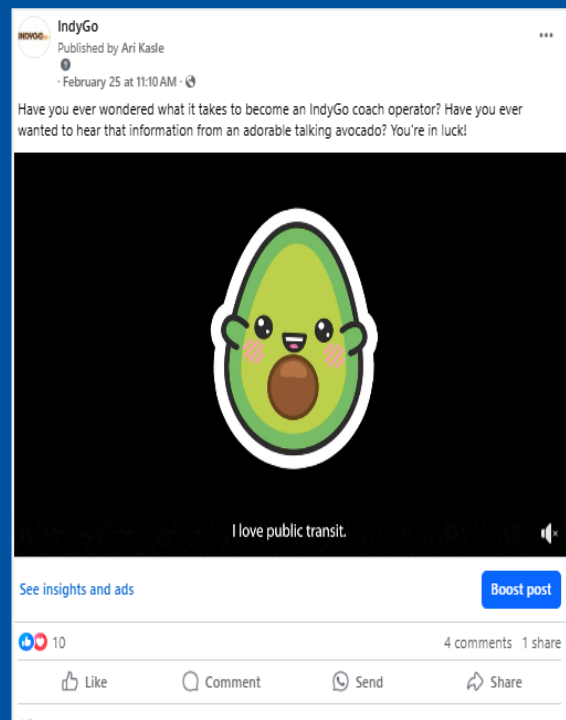 INDYGO
IndyGo
Published by Ari Kasle
· February 25 at 11:10 AM ·
Have you ever wondered what it takes to become an IndyGo coach operator? Have you ever
wanted to hear that information from an adorable talking avocado? You're in luck!
I love public transit.
See insights and ads
Boost post
10
4 comments 1 share
Like
Comment
Send
Share